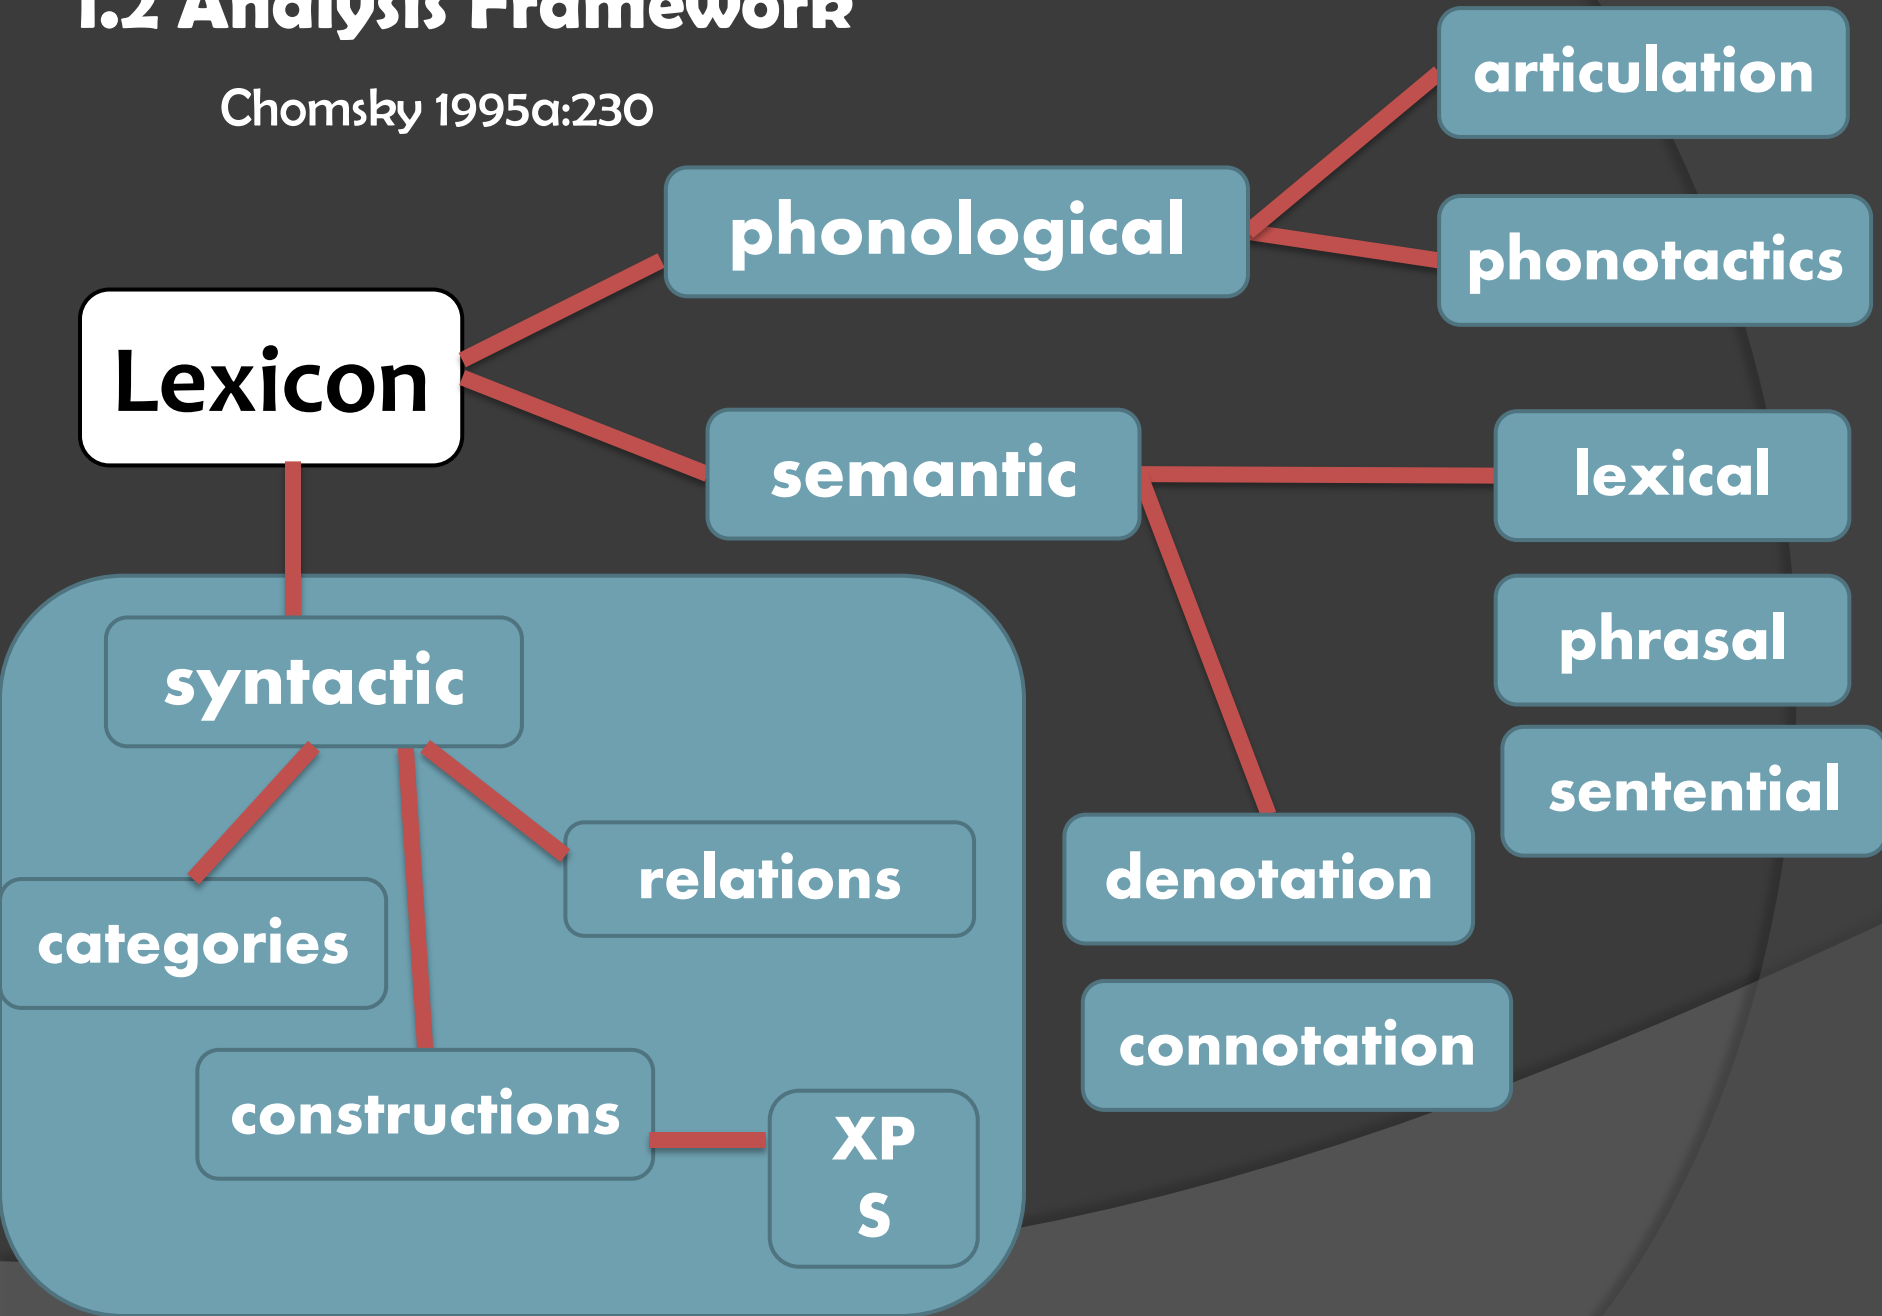 1.2 Analysis Framework
Chomsky 1995a:230
articulation
phonological
phonotactics
Lexicon
semantic
lexical
phrasal
syntactic
sentential
relations
denotation
categories
connotation
constructions
XP
S